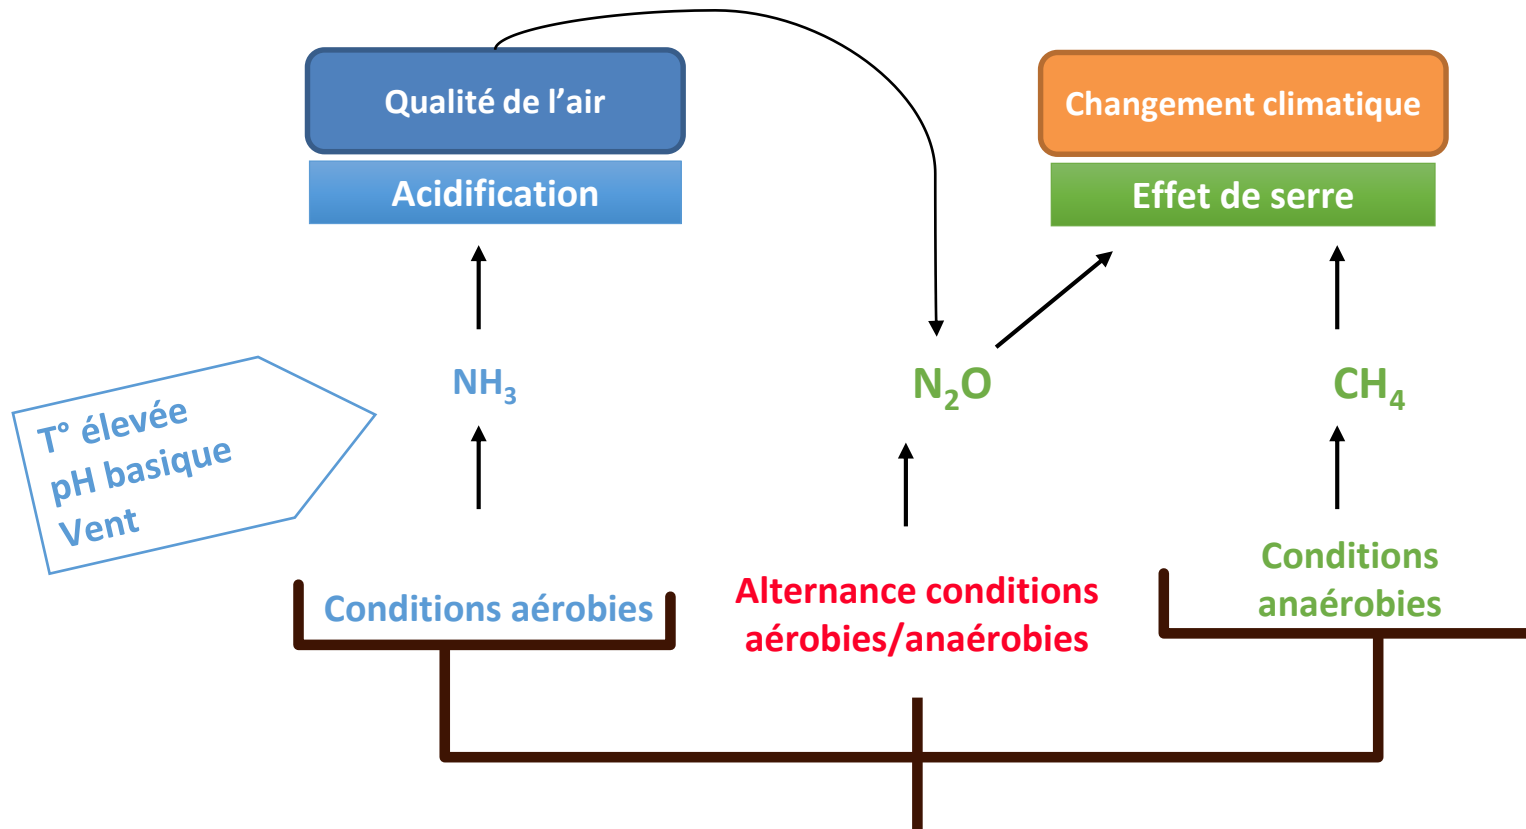 Qualité de l’air
Acidification
Changement climatique
Effet de serre
NH₃
N₂O
CH₄
T° élevée
pH basique
Vent
Conditions aérobies
Alternance conditions
aérobies/anaérobies
Conditions
anaérobies